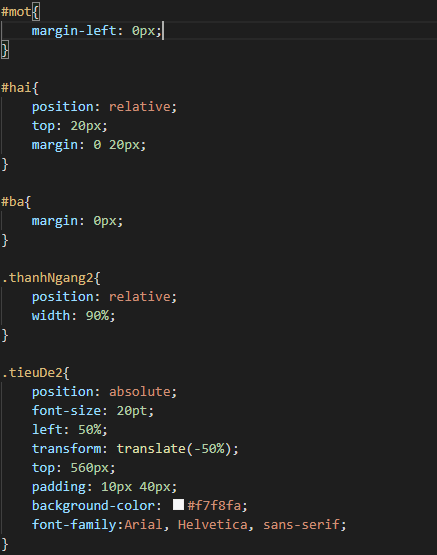 #mot{
margin-left: 0px;
}
#hai{
position: relative;
top: 20px;
margin: 0 20px;
}
#ba{
margin: 0px;
}
.thanhNgang2{
position: relative;
width: 90%;
}
.tieuDe2{
position: absolute;
font-size: 20pt;
left: 50%;
transform: translate(-50%);
top: 560px;
padding: 10px 40px;
background-color: #f7f8fa;
font-family:Arial, Helvetica, sans-serif;
}